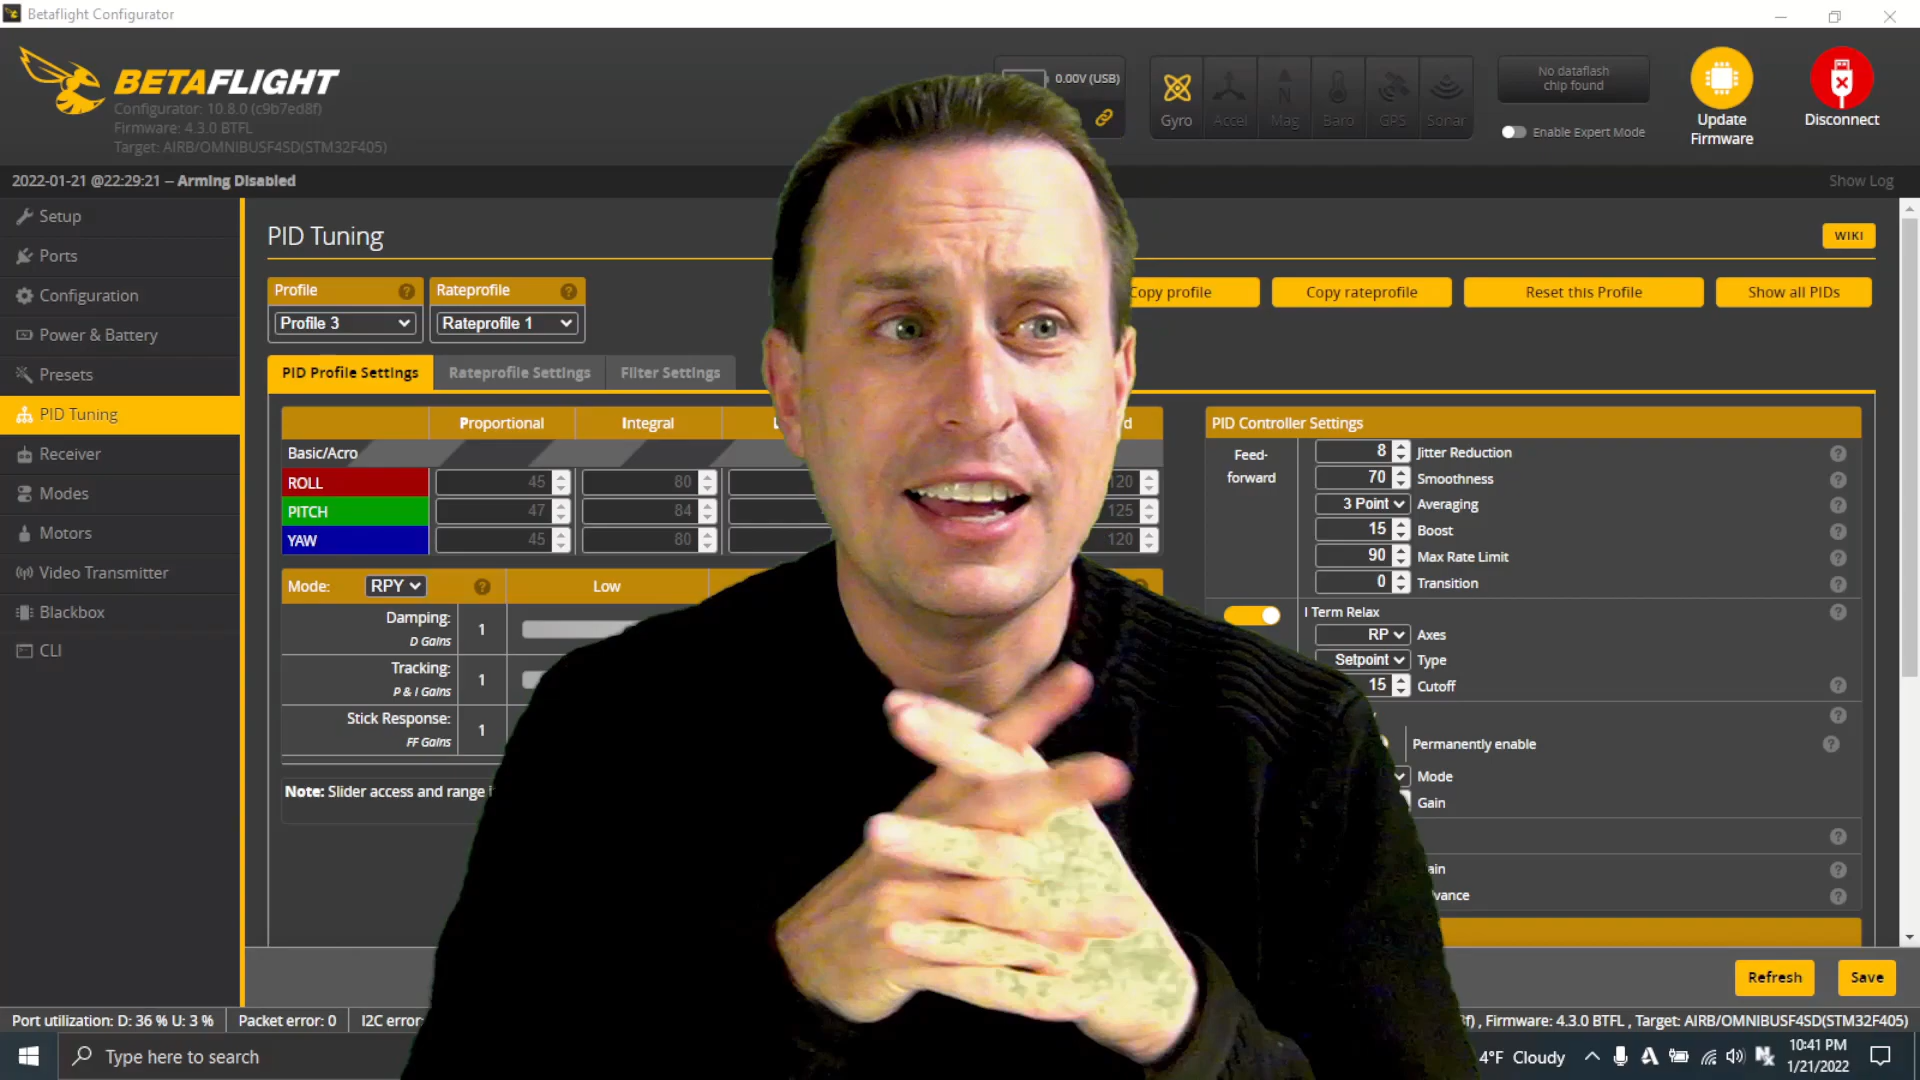 Betaflight Configurator
BETAFLIGHT
Configurator: 10.8.0 (c9b7ed8f)
Firmware: 4.3.0 BTFL
Target: AIRB/OMNIBUSF4SD(STM32F405)
0.00V (USB)
Gyro
Accel
Mag
Baro
GPS
Sonar
No dataflash
chip found
Enable Expert Mode
Update
Firmware
Disconnect
2022-01-21 @22:29:21 -- Arming Disabled
Show Log
Setup
Ports
Configuration
Power & Battery
Presets
PID Tuning
Receiver
Modes
Motors
Video Transmitter
Blackbox
CLI
PID Tuning
WIKI
Profile
Profile 3
Rateprofile
Rateprofile 1
Copy profile
Copy rateprofile
Reset this Profile
Show all PIDs
PID Profile Settings
Rateprofile Settings
Filter Settings
Proportional Integral
Basic/Acro
ROLL 45 80 120
PITCH 47 84 125
YAW 45 80 120
Mode: RPY Low
Damping:
D Gains
1
Tracking:
P & I Gains
1
Stick Response:
FF Gains
1
Note: Slider access and range
PID Controller Settings
Feed-
forward
8 Jitter Reduction
70 Smoothness
3 Point Averaging
15 Boost
90 Max Rate Limit
0 Transition
I Term Relax
RP Axes
Setpoint Type
15 Cutoff
Permanently enable
Mode
Gain
Refresh
Save
Port utilization: D: 36 % U: 3 %
Packet error: 0
I2C error
, Firmware: 4.3.0 BTFL , Target: AIRB/OMNIBUSF4SD(STM32F405)
Type here to search
4°F Cloudy
10:41 PM
1/21/2022